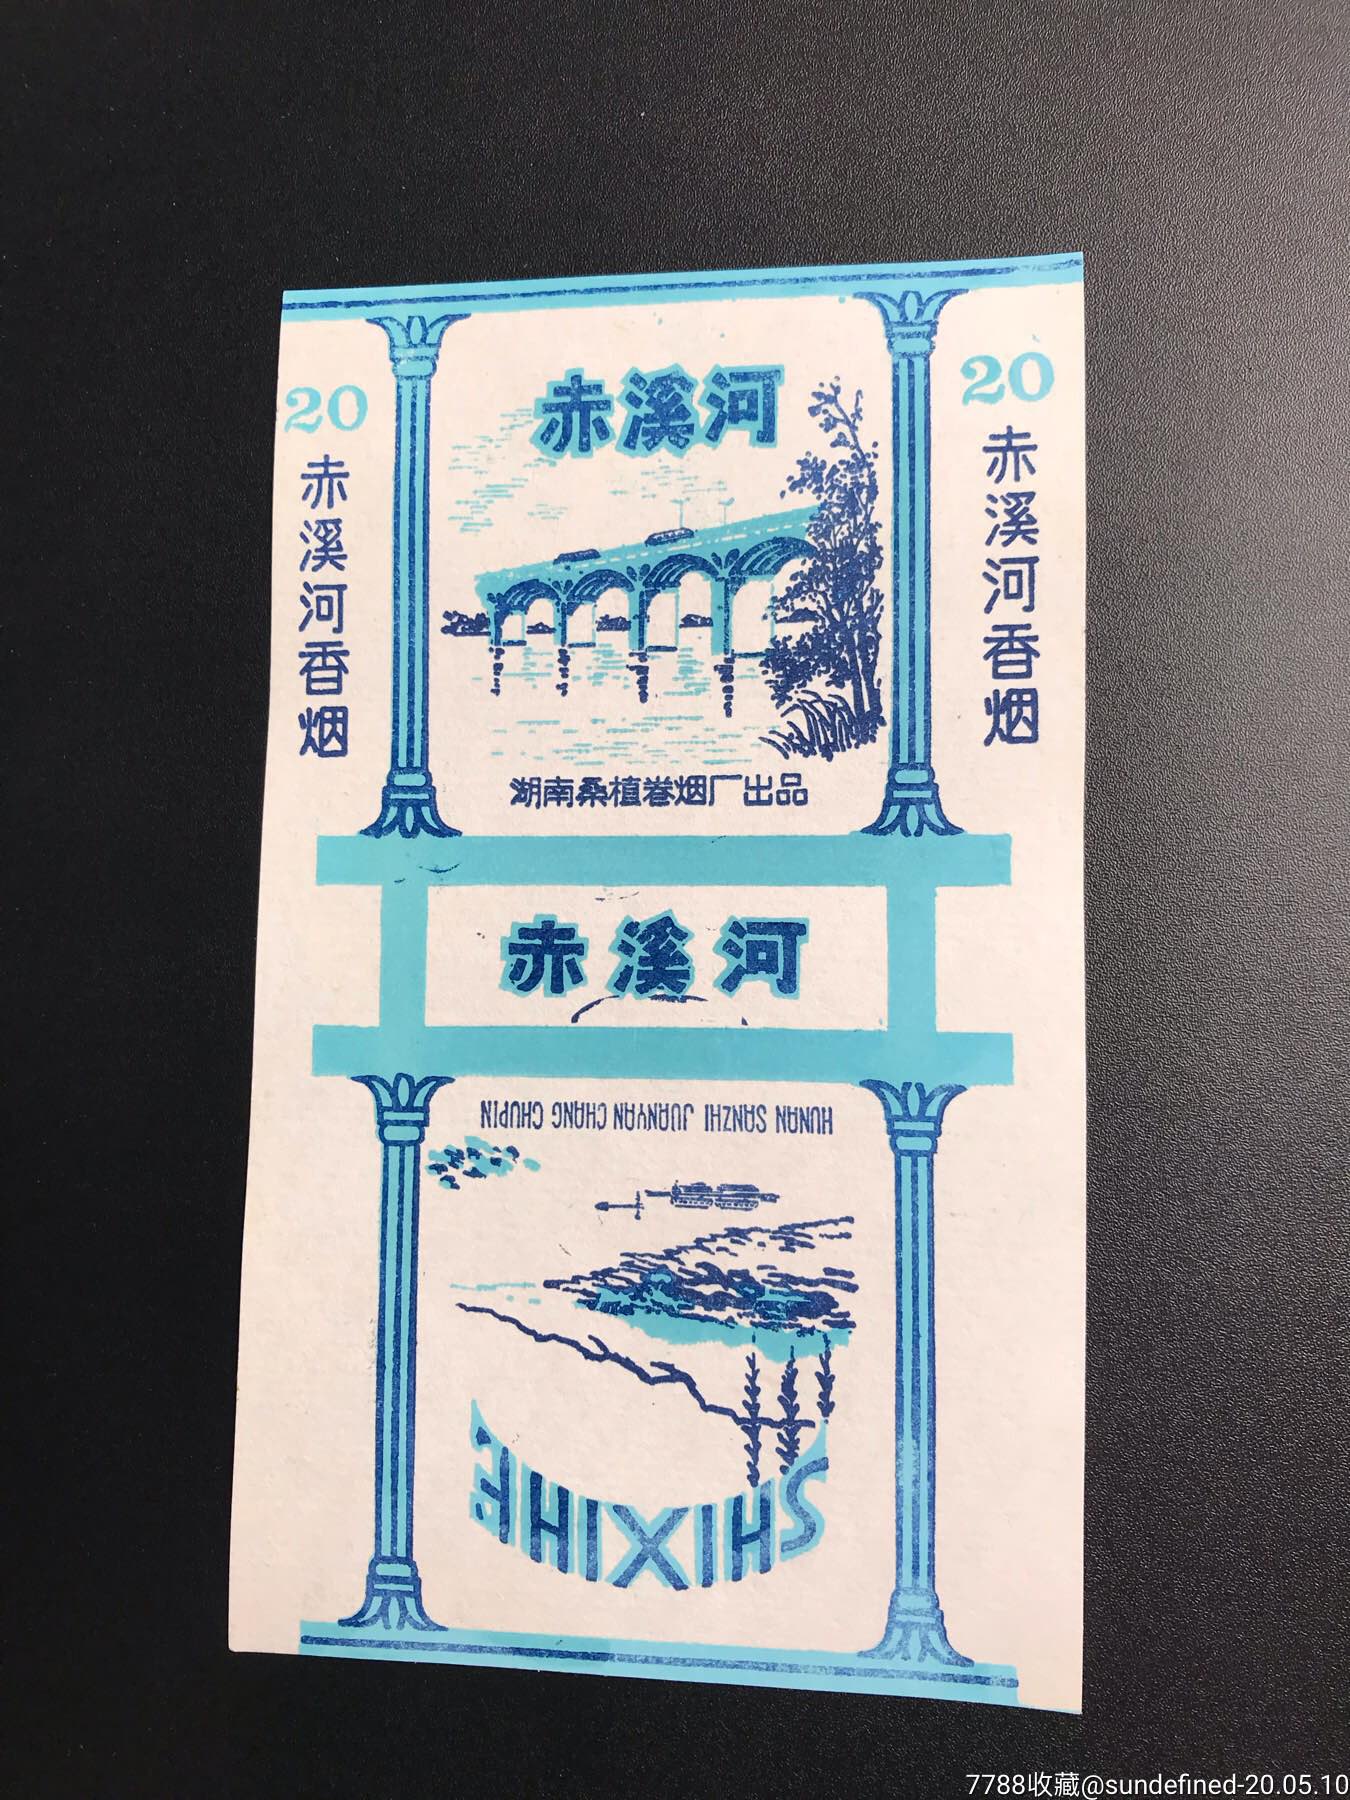 20
赤溪河香烟
赤溪河
湖南桑植卷烟厂出品
20
赤溪河香烟
赤溪河
SHIXIHE
HUNAN SANZHI JUANYAN CHANG CHUPIN
7788收藏@sundefined-20.05.10